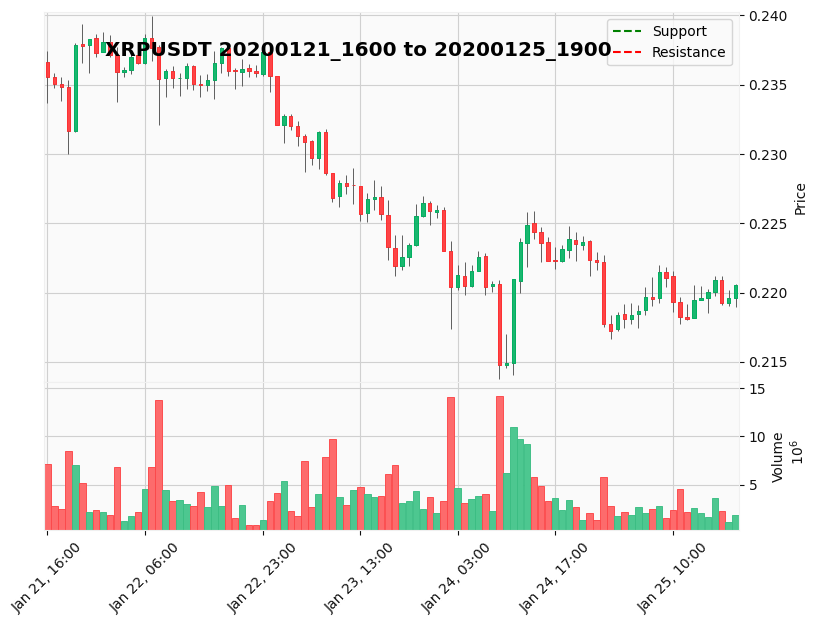 XRPUSDT 20200121_1600 to 20200125_1900
Support
Resistance
0.240
0.235
0.230
0.225
0.220
0.215
Price
15
10
5
Volume
10^6
Jan 21, 16:00
Jan 22, 06:00
Jan 22, 23:00
Jan 23, 13:00
Jan 24, 03:00
Jan 24, 17:00
Jan 25, 10:00